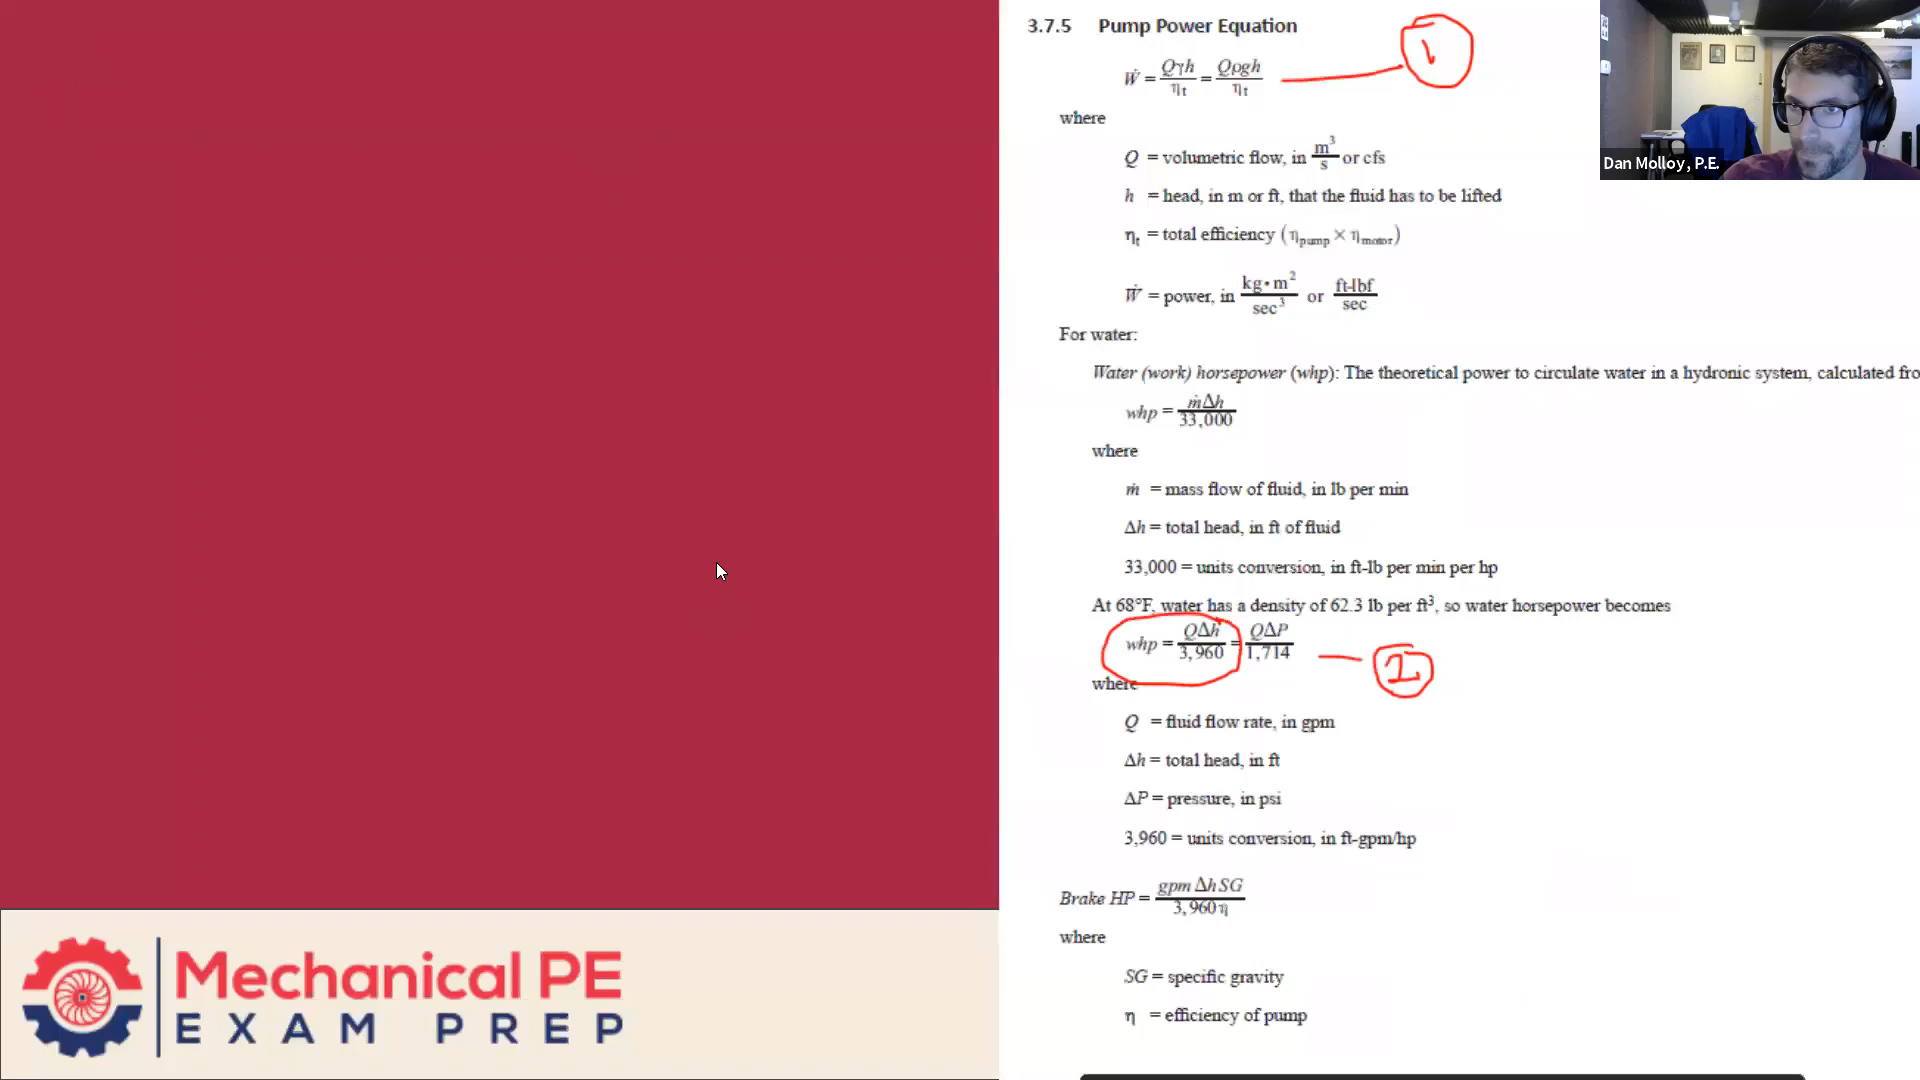 3.7.5 Pump Power Equation
1
Ẇ = Qγh/ηt = Qρgh/ηt
where
Q = volumetric flow, in m³/s or cfs
h = head, in m or ft, that the fluid has to be lifted
ηt = total efficiency (ηpump × ηmotor)
Ẇ = power, in kg•m²/sec³ or ft-lbf/sec
For water:
Water (work) horsepower (whp): The theoretical power to circulate water in a hydronic system, calculated fro
whp = ṁΔh/33,000
where
ṁ = mass flow of fluid, in lb per min
Δh = total head, in ft of fluid
33,000 = units conversion, in ft-lb per min per hp
At 68°F, water has a density of 62.3 lb per ft³, so water horsepower becomes
whp = QΔh/3,960 = QΔP/1,714
2
where
Q = fluid flow rate, in gpm
Δh = total head, in ft
ΔP = pressure, in psi
3,960 = units conversion, in ft-gpm/hp
Brake HP = gpm Δh SG/3,960 η
where
SG = specific gravity
η = efficiency of pump
Dan Molloy, P.E.
Mechanical PE
EXAM PREP